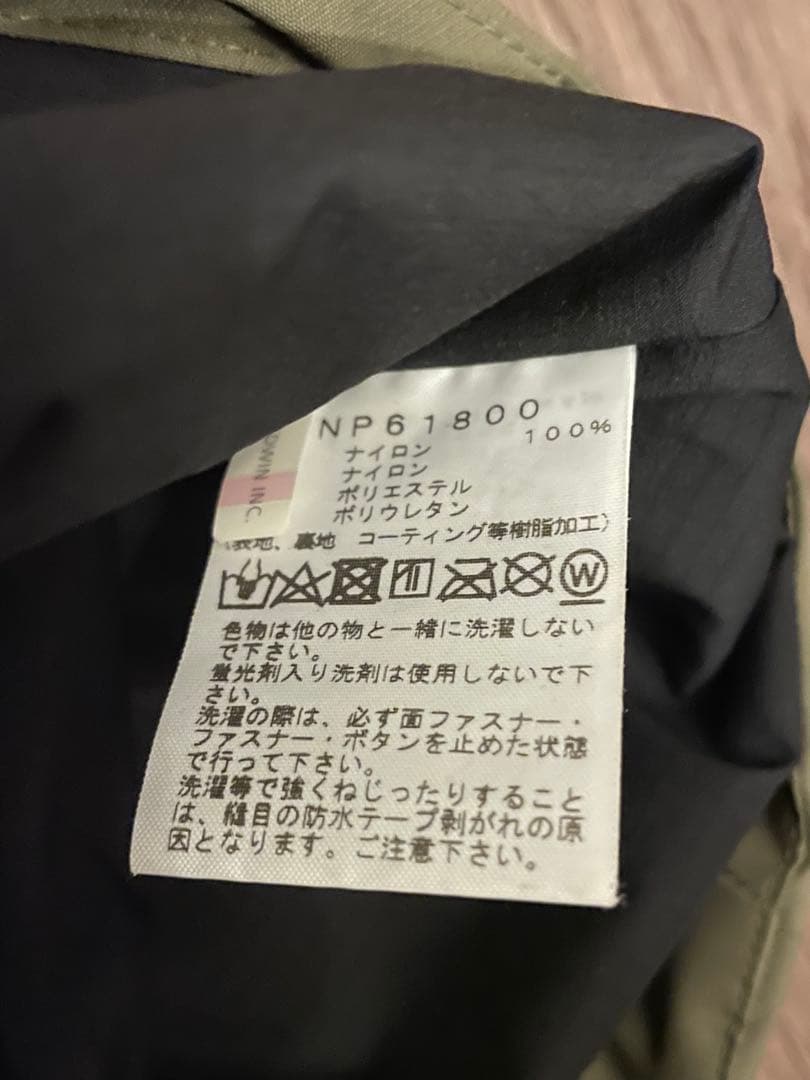 NP61800
100%
ナイロン
ナイロン
ポリエステル
ポリウレタン
WIN INC.
(表地、裏地 コーティング等樹脂加工)
W
色物は他の物と一緒に洗濯しない
で下さい。
蛍光剤入り洗剤は使用しないで下
さい。
洗濯の際は、必ず面ファスナー・
ファスナー・ボタンを止めた状態
で行って下さい。
洗濯等で強くねじったりすること
は、縫目の防水テープ剥がれの原
因となります。ご注意下さい。